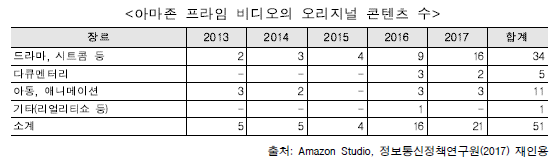 <아마존 프라임 비디오의 오리지널 콘텐츠 수>
장르 2013 2014 2015 2016 2017 합계
드라마, 시트콤 등 2 3 4 9 16 34
다큐멘터리 - - - 3 2 5
아동, 애니메이션 3 2 - 3 3 11
기타(리얼리티쇼 등) - - - 1 - 1
소계 5 5 4 16 21 51
출처: Amazon Studio, 정보통신정책연구원(2017) 재인용